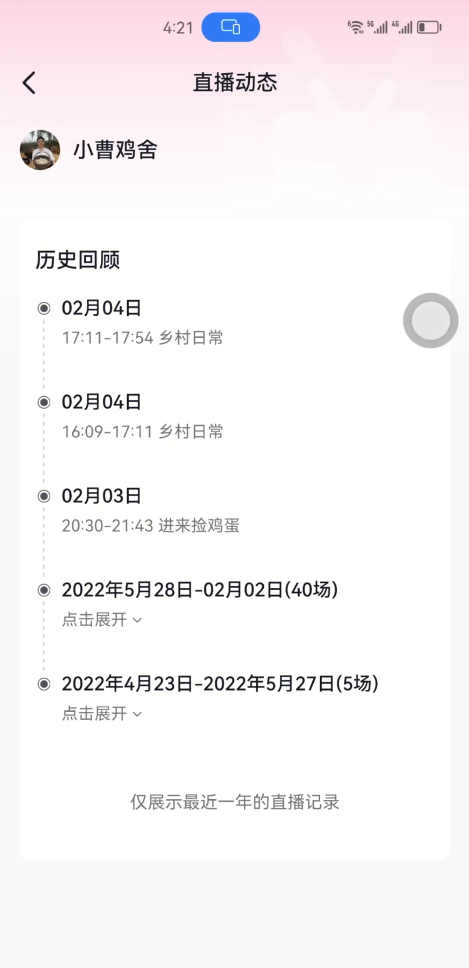 4:21
6 5G 4G
直播动态
小曹鸡舍
历史回顾
02月04日
17:11-17:54 乡村日常
02月04日
16:09-17:11 乡村日常
02月03日
20:30-21:43 进来捡鸡蛋
2022年5月28日-02月02日(40场)
点击展开
2022年4月23日-2022年5月27日(5场)
点击展开
仅展示最近一年的直播记录